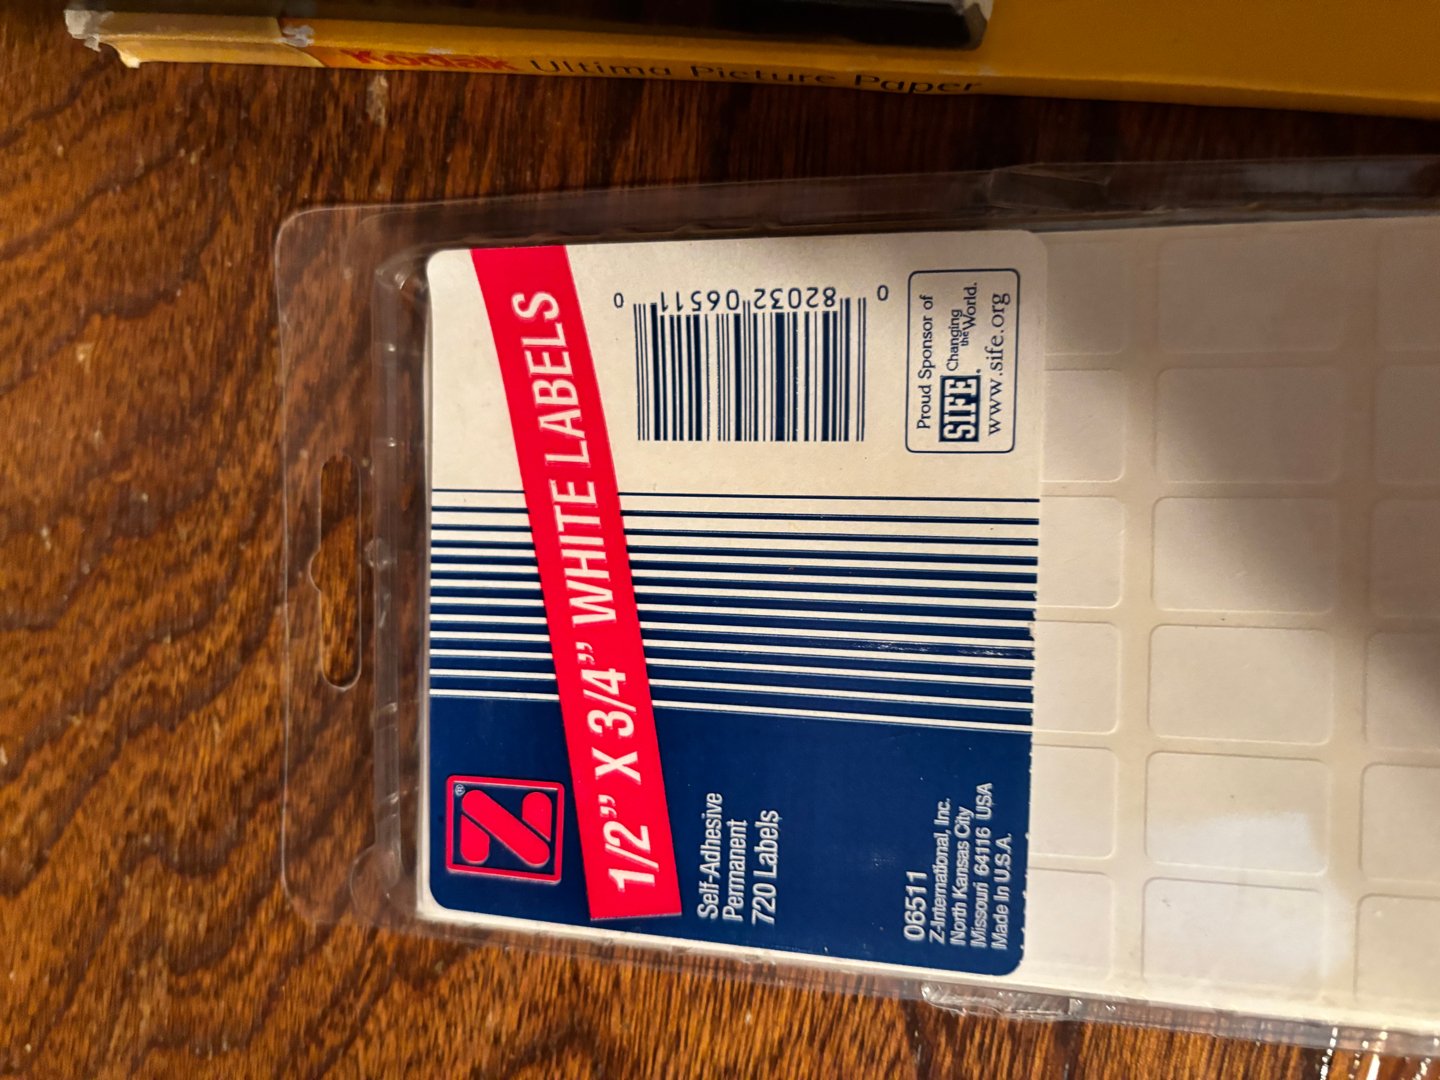 Kodak Ultima Picture Paper
Z®
1/2” X 3/4” WHITE LABELS
Self-Adhesive
Permanent
720 Labels
06511
Z-International, Inc.
North Kansas City
Missouri 64116 USA
Made In U.S.A.
0 82032 06511 0
Proud Sponsor of
SIFE. Changing the World.
www.sife.org